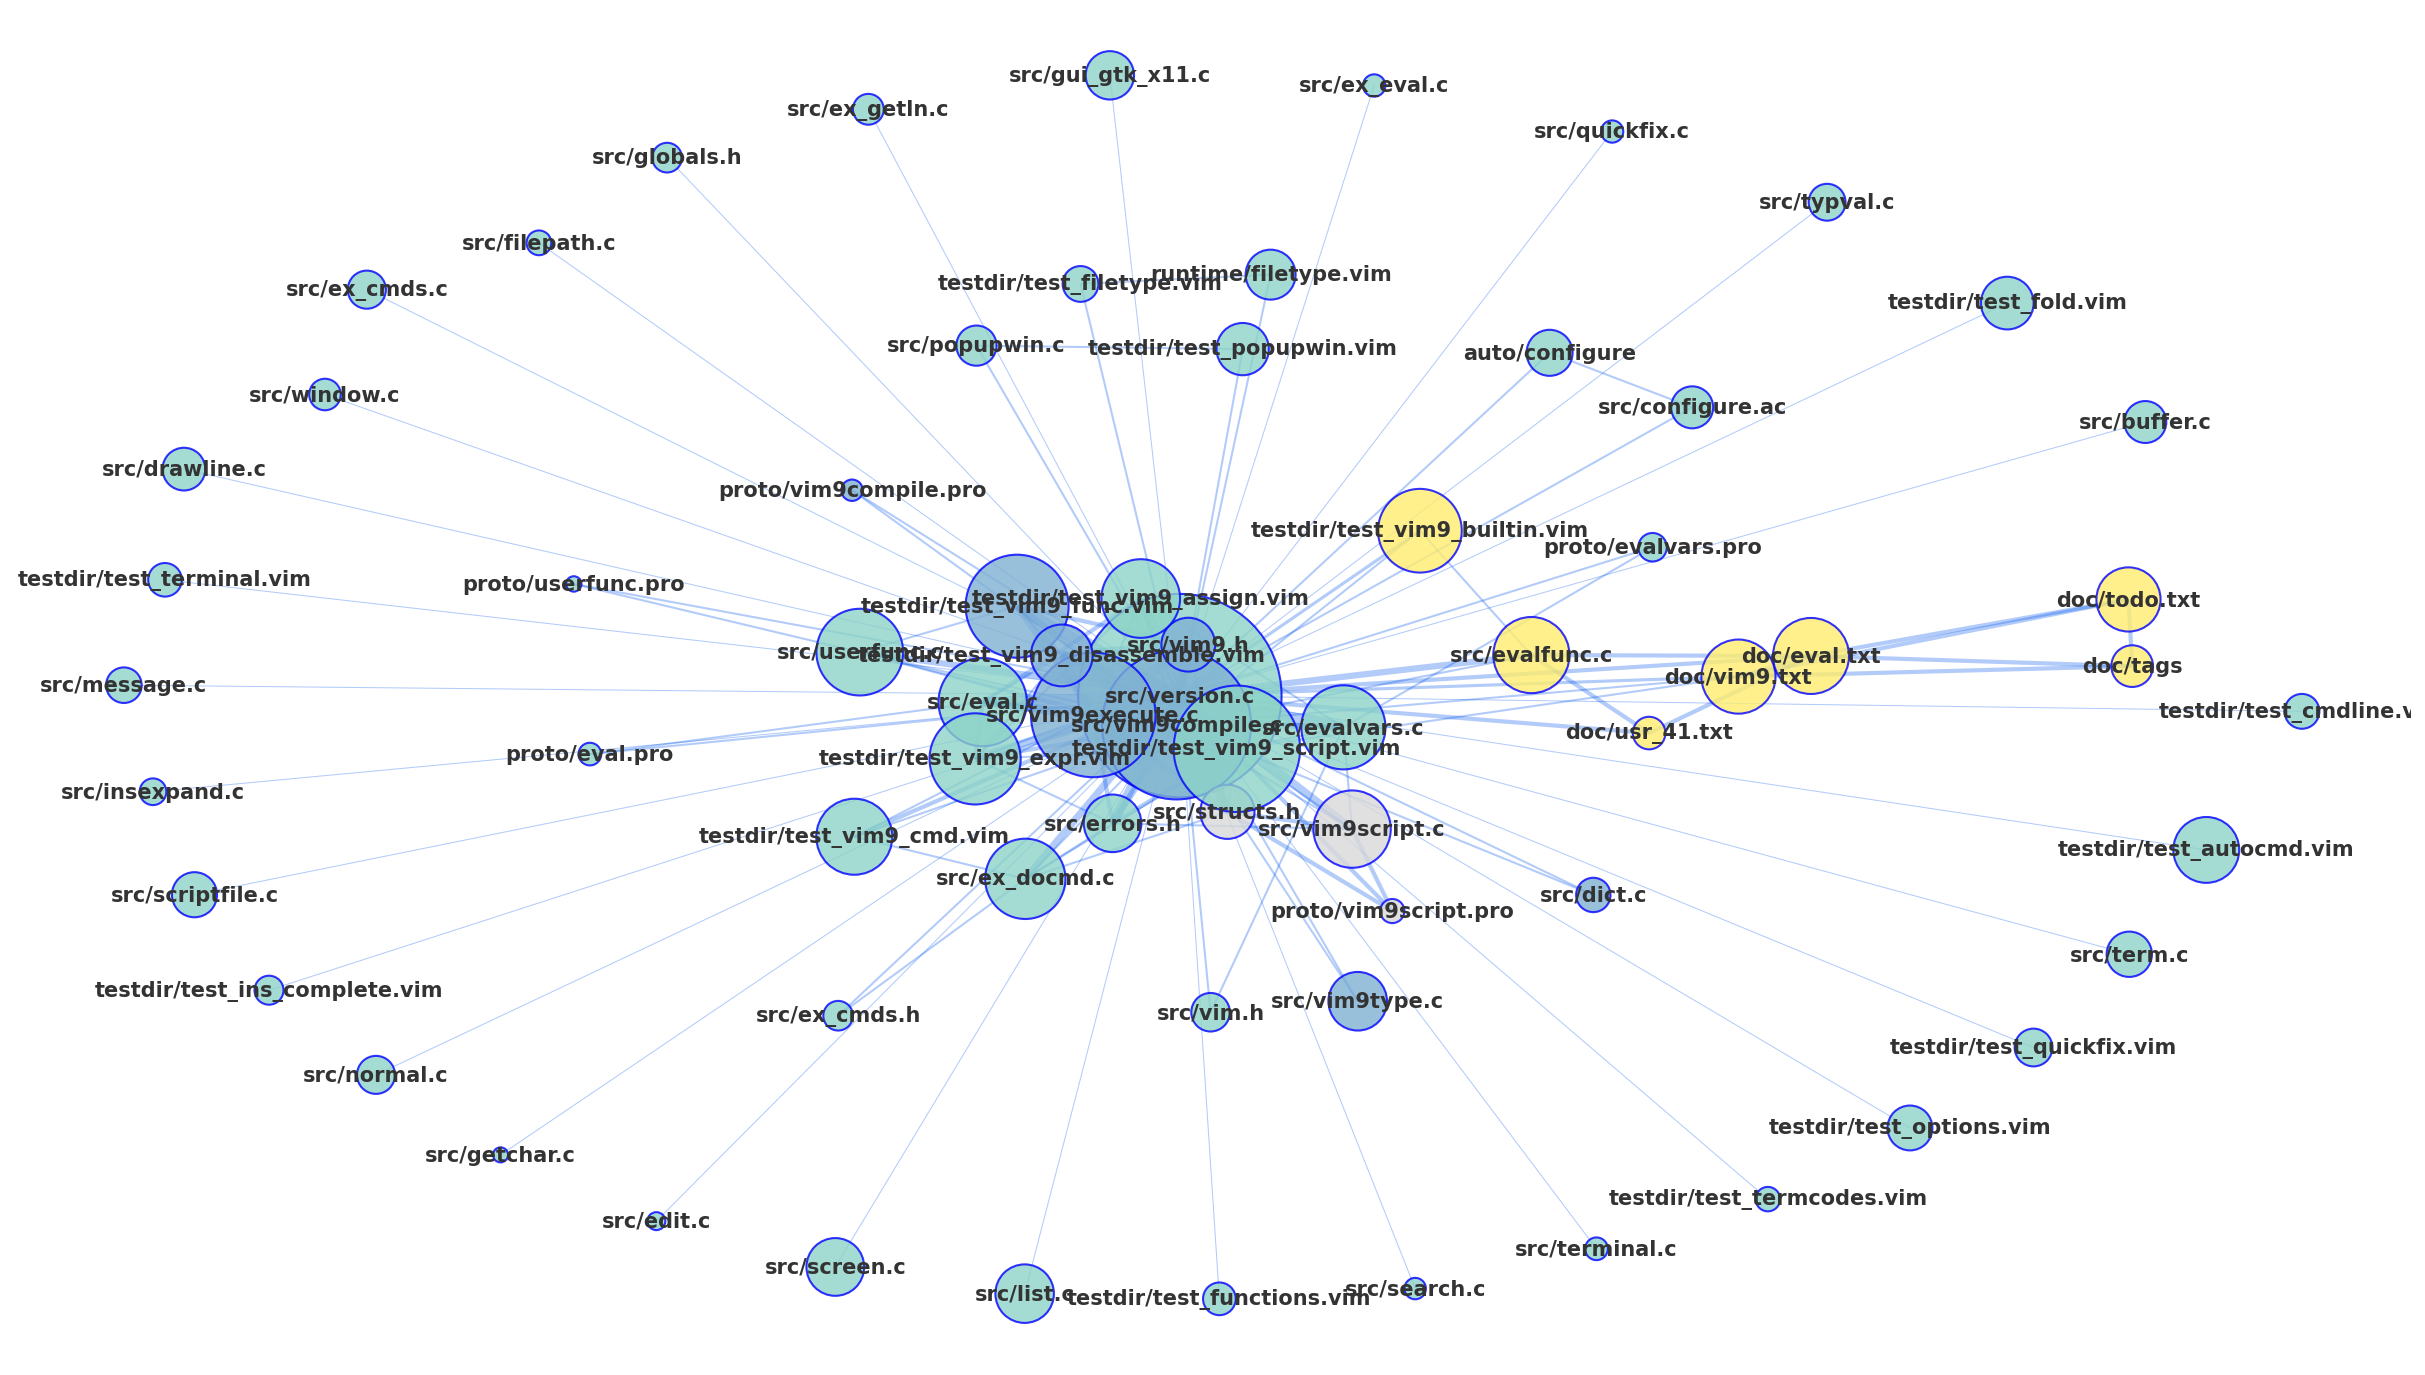 src/gui_gtk_x11.c
src/ex_eval.c
src/ex_getln.c
src/quickfix.c
src/globals.h
src/typval.c
src/filepath.c
runtime/filetype.vim
testdir/test_filetype.vim
src/ex_cmds.c
testdir/test_fold.vim
src/popupwin.c
testdir/test_popupwin.vim
auto/configure
src/window.c
src/configure.ac
src/buffer.c
src/drawline.c
proto/vim9compile.pro
testdir/test_vim9_builtin.vim
proto/evalvars.pro
testdir/test_terminal.vim
proto/userfunc.pro
testdir/test_vim9_assign.vim
testdir/test_vim9_func.vim
doc/todo.txt
src/vim9.h
src/userfunc.c
testdir/test_vim9_disassemble.vim
src/evalfunc.c
doc/eval.txt
doc/tags
doc/vim9.txt
src/message.c
src/version.c
src/eval.c
src/vim9execute.c
testdir/test_cmdline.v
src/vim9compile.c
src/evalvars.c
doc/usr_41.txt
testdir/test_vim9_script.vim
proto/eval.pro
testdir/test_vim9_expr.vim
src/insexpand.c
src/structs.h
src/errors.h
src/vim9script.c
testdir/test_vim9_cmd.vim
testdir/test_autocmd.vim
src/ex_docmd.c
src/scriptfile.c
src/dict.c
proto/vim9script.pro
src/term.c
testdir/test_ins_complete.vim
src/vim9type.c
src/ex_cmds.h
src/vim.h
testdir/test_quickfix.vim
src/normal.c
testdir/test_options.vim
src/getchar.c
testdir/test_termcodes.vim
src/edit.c
src/terminal.c
src/screen.c
src/search.c
src/list.c
testdir/test_functions.vim